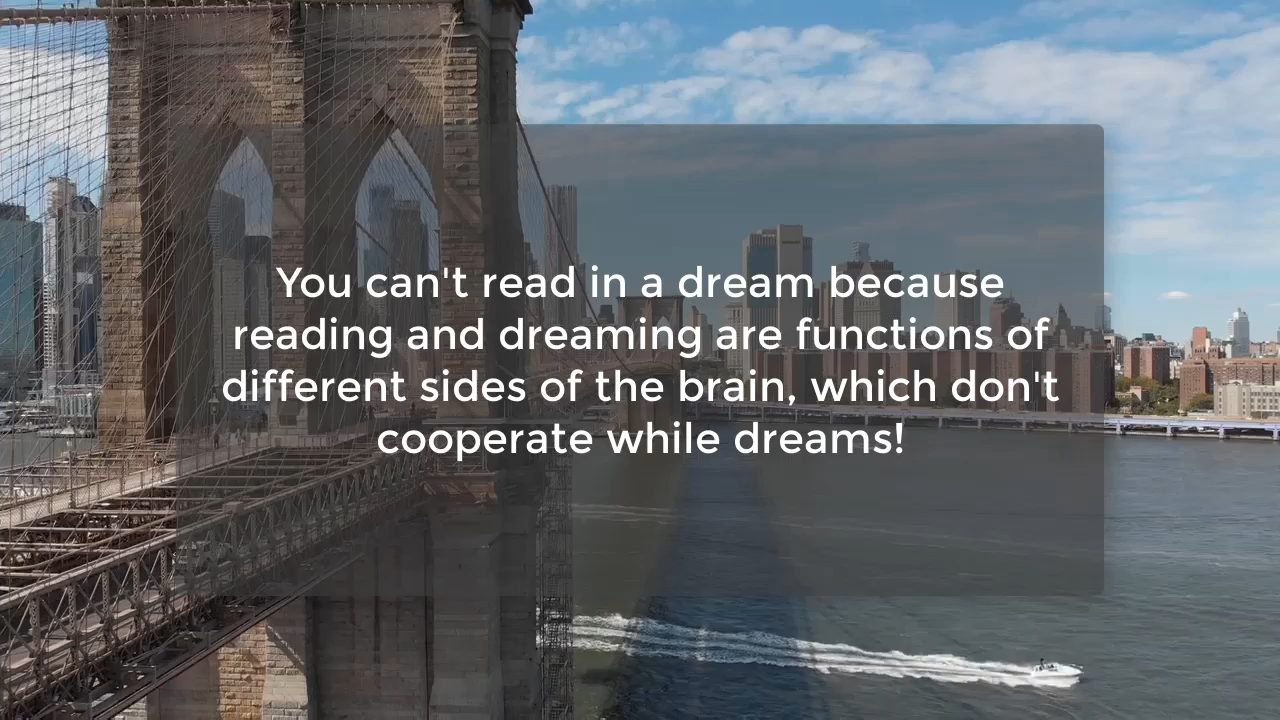 You can't read in a dream because
reading and dreaming are functions of
different sides of the brain, which don't
cooperate while dreams!